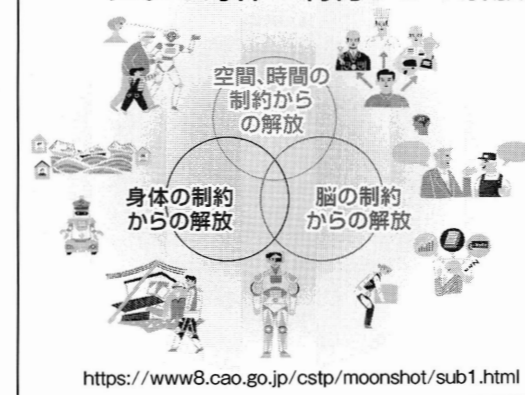 空間、時間の
制約から
の解放
身体の制約
からの解放
脳の制約
からの解放
https://www8.cao.go.jp/cstp/moonshot/sub1.html